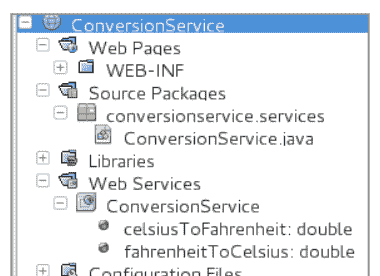 ConversionService
Web Pages
WEB-INF
Source Packages
conversionservice.services
ConversionService.java
Libraries
Web Services
ConversionService
celsiusToFahrenheit: double
fahrenheitToCelsius: double
Configuration Files